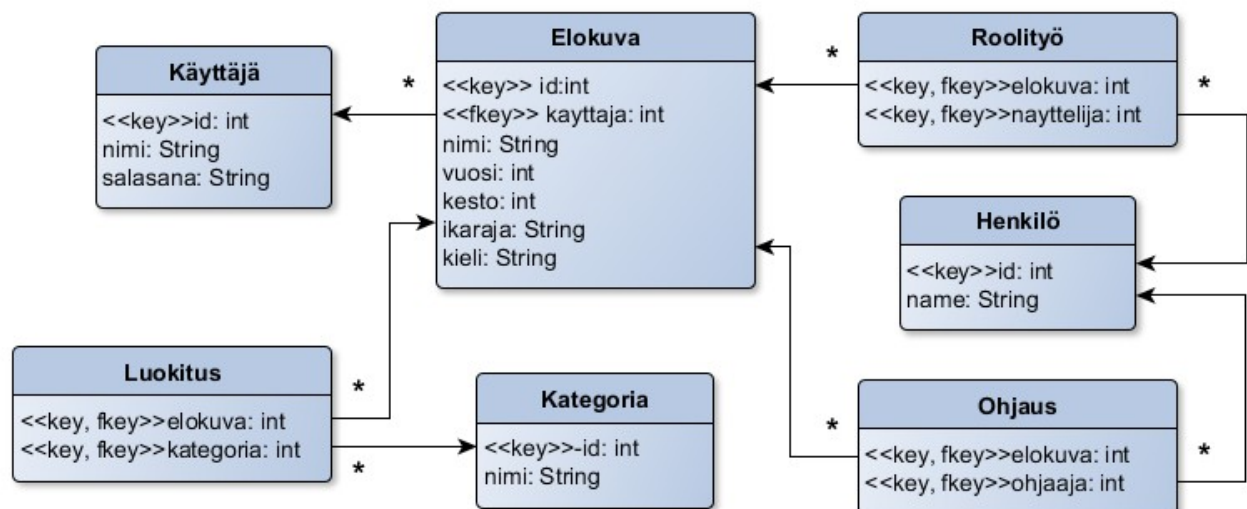 Käyttäjä
<<key>>id: int
nimi: String
salasana: String
*
Elokuva
<<key>> id:int
<<fkey>> kayttaja: int
nimi: String
vuosi: int
kesto: int
ikaraja: String
kieli: String
*
Roolityö
<<key, fkey>>elokuva: int
<<key, fkey>>nayttelija: int
*
Henkilö
<<key>>id: int
name: String
Luokitus
<<key, fkey>>elokuva: int
<<key, fkey>>kategoria: int
*
*
Kategoria
<<key>>-id: int
nimi: String
*
Ohjaus
<<key, fkey>>elokuva: int
<<key, fkey>>ohjaaja: int
*